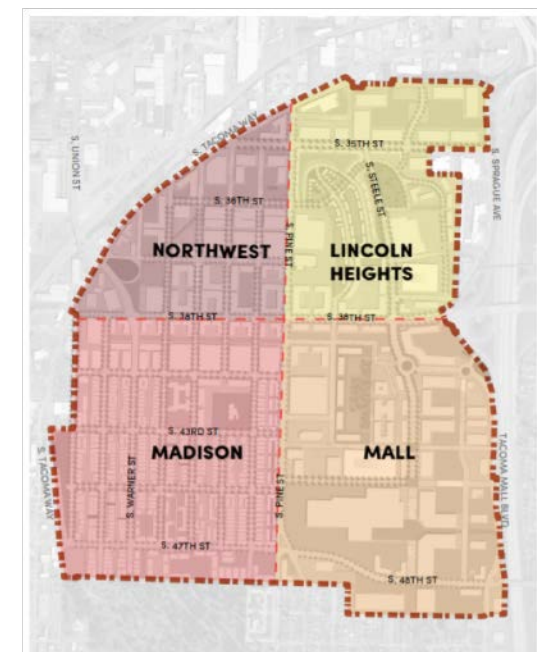 S. TACOMA WAY
S. UNION ST
S. 35TH ST
S. STEELE ST
S. SPRAGUE AVE
S. 36TH ST
S. PINE ST
NORTHWEST
LINCOLN
HEIGHTS
S. 38TH ST
S. 38TH ST
S. 43RD ST.
MADISON
MALL
S. TACOMA WAY
S. WARNER ST
S. PINE ST
TACOMA MALL BLVD.
S. 47TH ST
S. 48TH ST